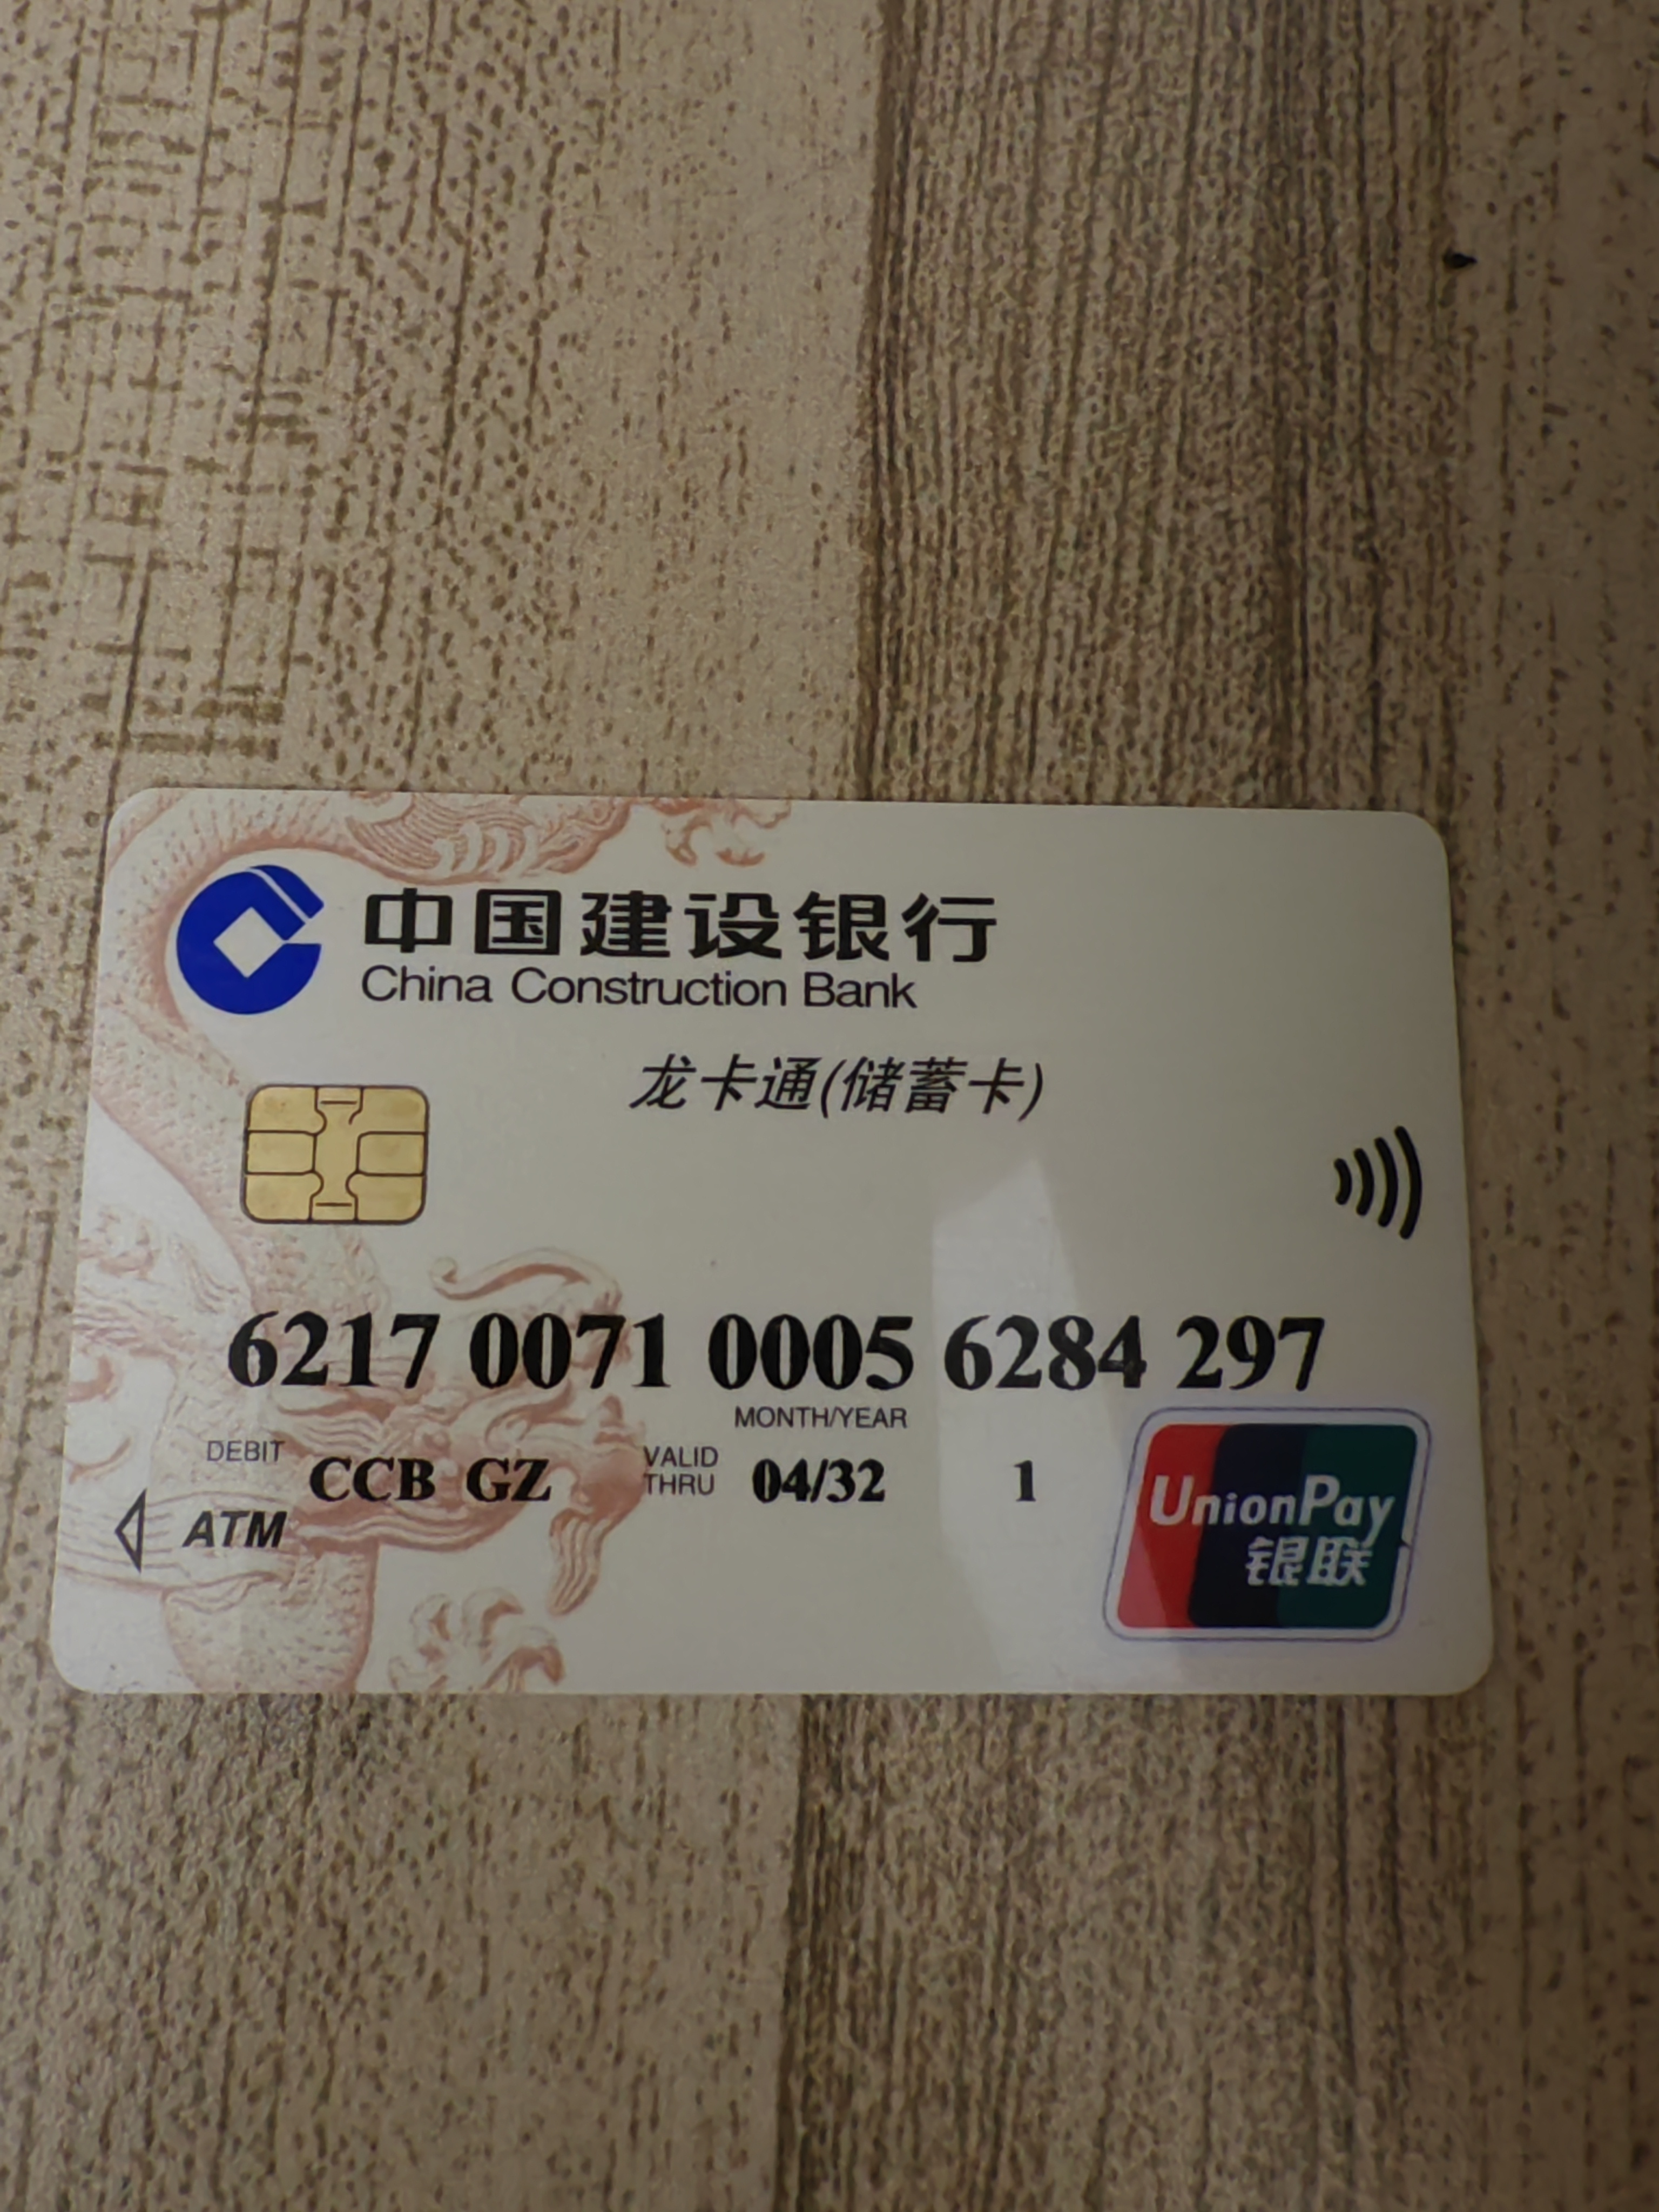 中国建设银行
China Construction Bank
龙卡通(储蓄卡)
6217 0071 0005 6284 297
MONTH/YEAR
DEBIT CCB GZ VALID THRU 04/32 1
ATM
UnionPay
银联